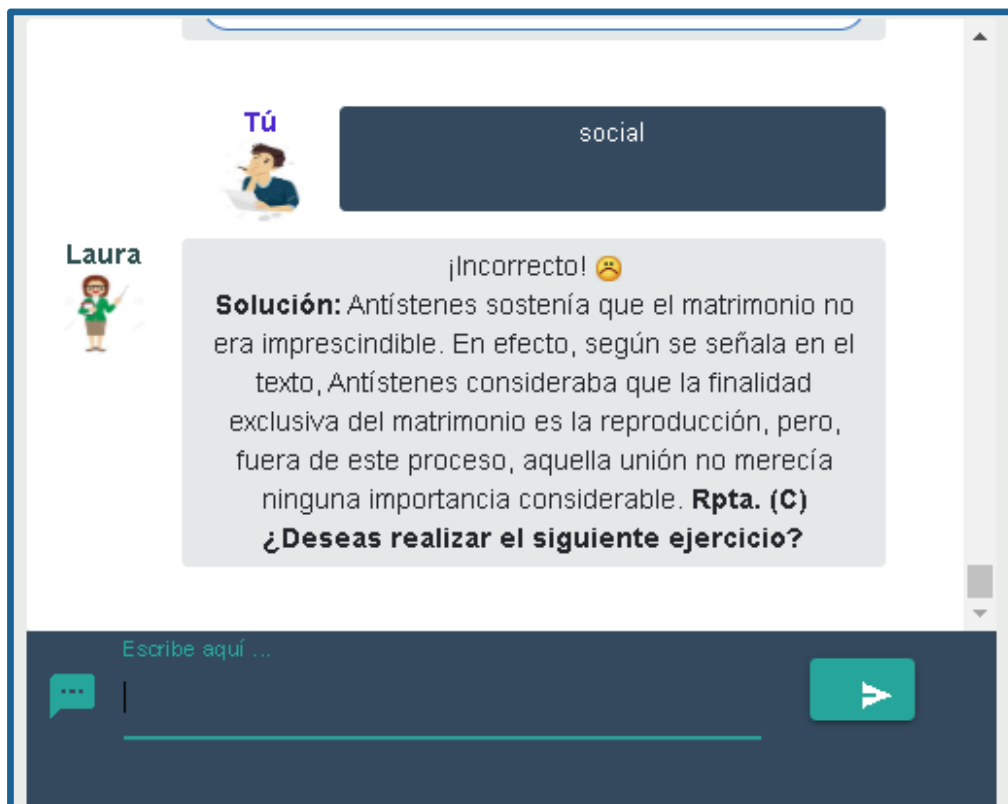 Tú
social
Laura
¡Incorrecto!
Solución: Antístenes sostenía que el matrimonio no
era imprescindible. En efecto, según se señala en el
texto, Antístenes consideraba que la finalidad
exclusiva del matrimonio es la reproducción, pero,
fuera de este proceso, aquella unión no merecía
ninguna importancia considerable. Rpta. (C)
¿Deseas realizar el siguiente ejercicio?
Escribe aquí ...